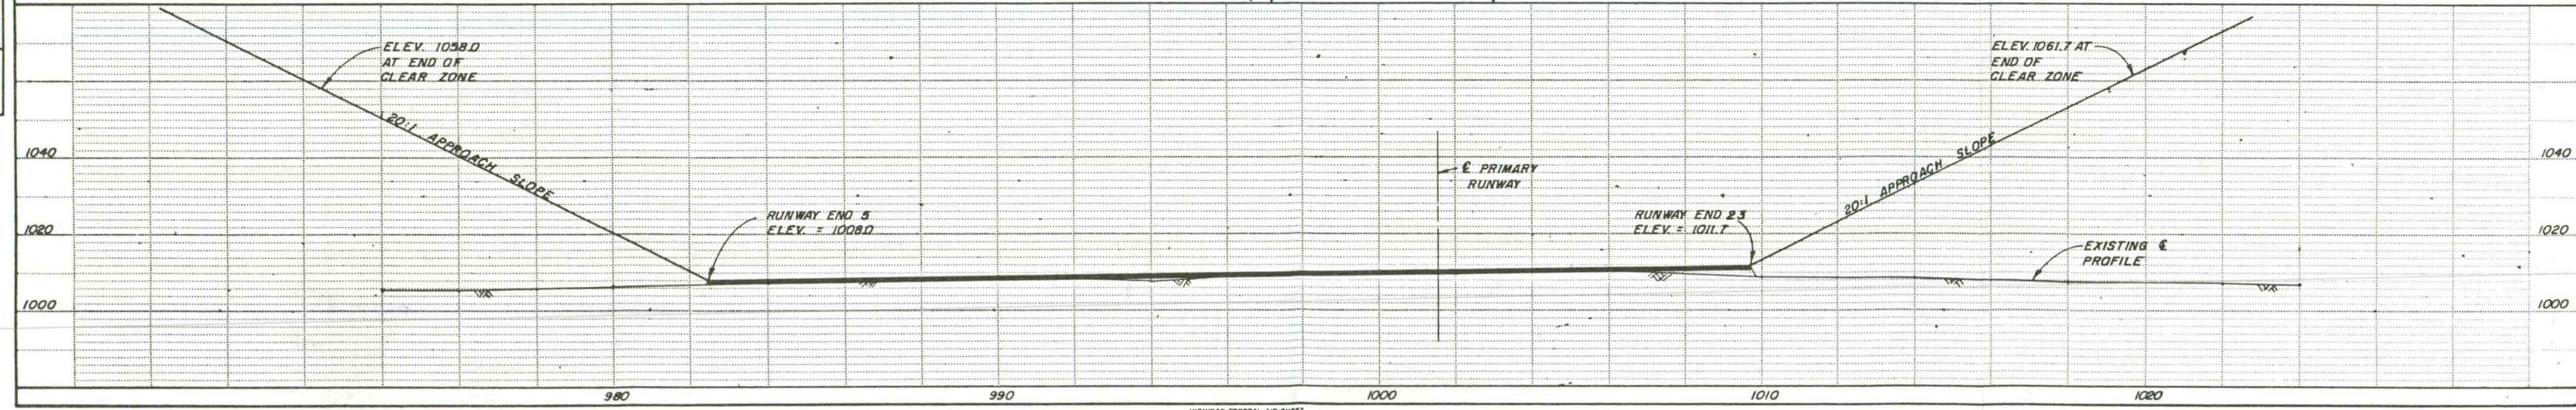 ELEV. 1058.0
AT END OF
CLEAR ZONE
20:1 APPROACH SLOPE
RUNWAY END 5
ELEV. = 1008.0
℄ PRIMARY
RUNWAY
RUNWAY END 23
ELEV. = 1011.7
20:1 APPROACH SLOPE
ELEV. 1061.7 AT
END OF
CLEAR ZONE
EXISTING ℄
PROFILE
1040
1020
1000
1040
1020
1000
980
990
1000
1010
1020